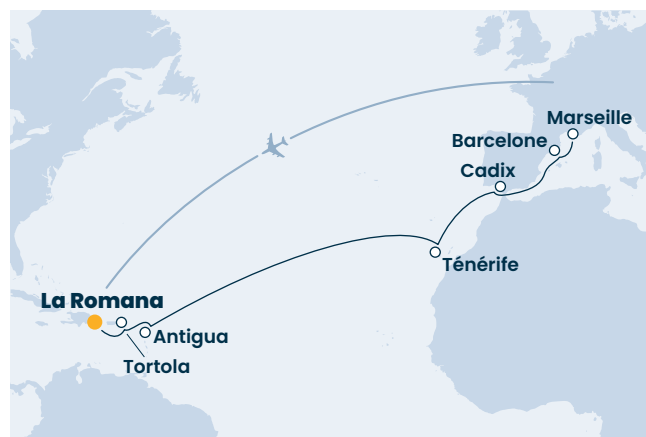 Marseille
Barcelone
Cadix
Ténérife
La Romana
Antigua
Tortola